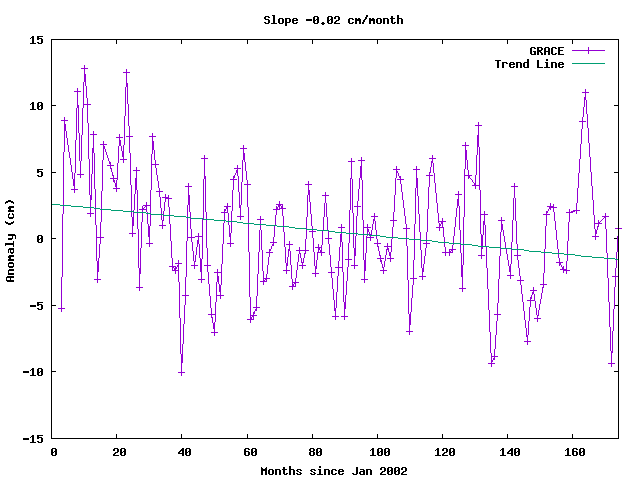 Slope -0.02 cm/month
GRACE
Trend Line
15
10
5
0
-5
-10
-15
Anomaly (cm)
0 20 40 60 80 100 120 140 160
Months since Jan 2002